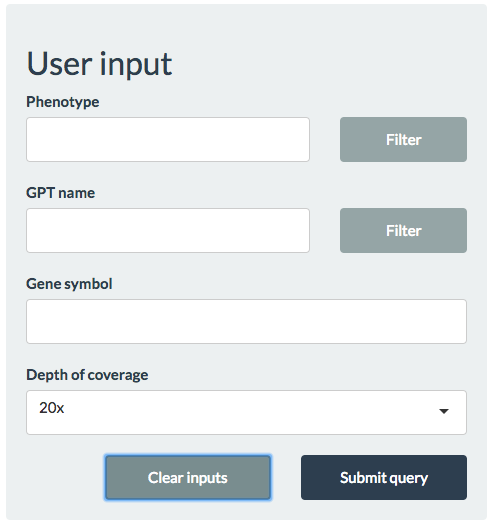 User input
Phenotype
Filter
GPT name
Filter
Gene symbol
Depth of coverage
20x
Clear inputs Submit query